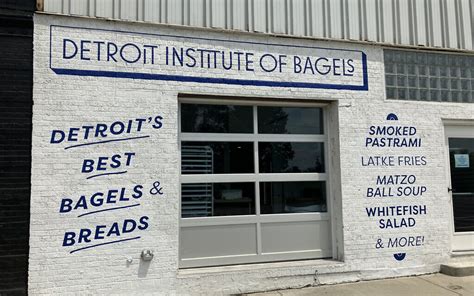 DETROIT INSTITUTE OF BAGELS
DETROIT'S
BEST
BAGELS &
BREADS
SMOKED
PASTRAMI
LATKE FRIES
MATZO
BALL SOUP
WHITEFISH
SALAD
& MORE!